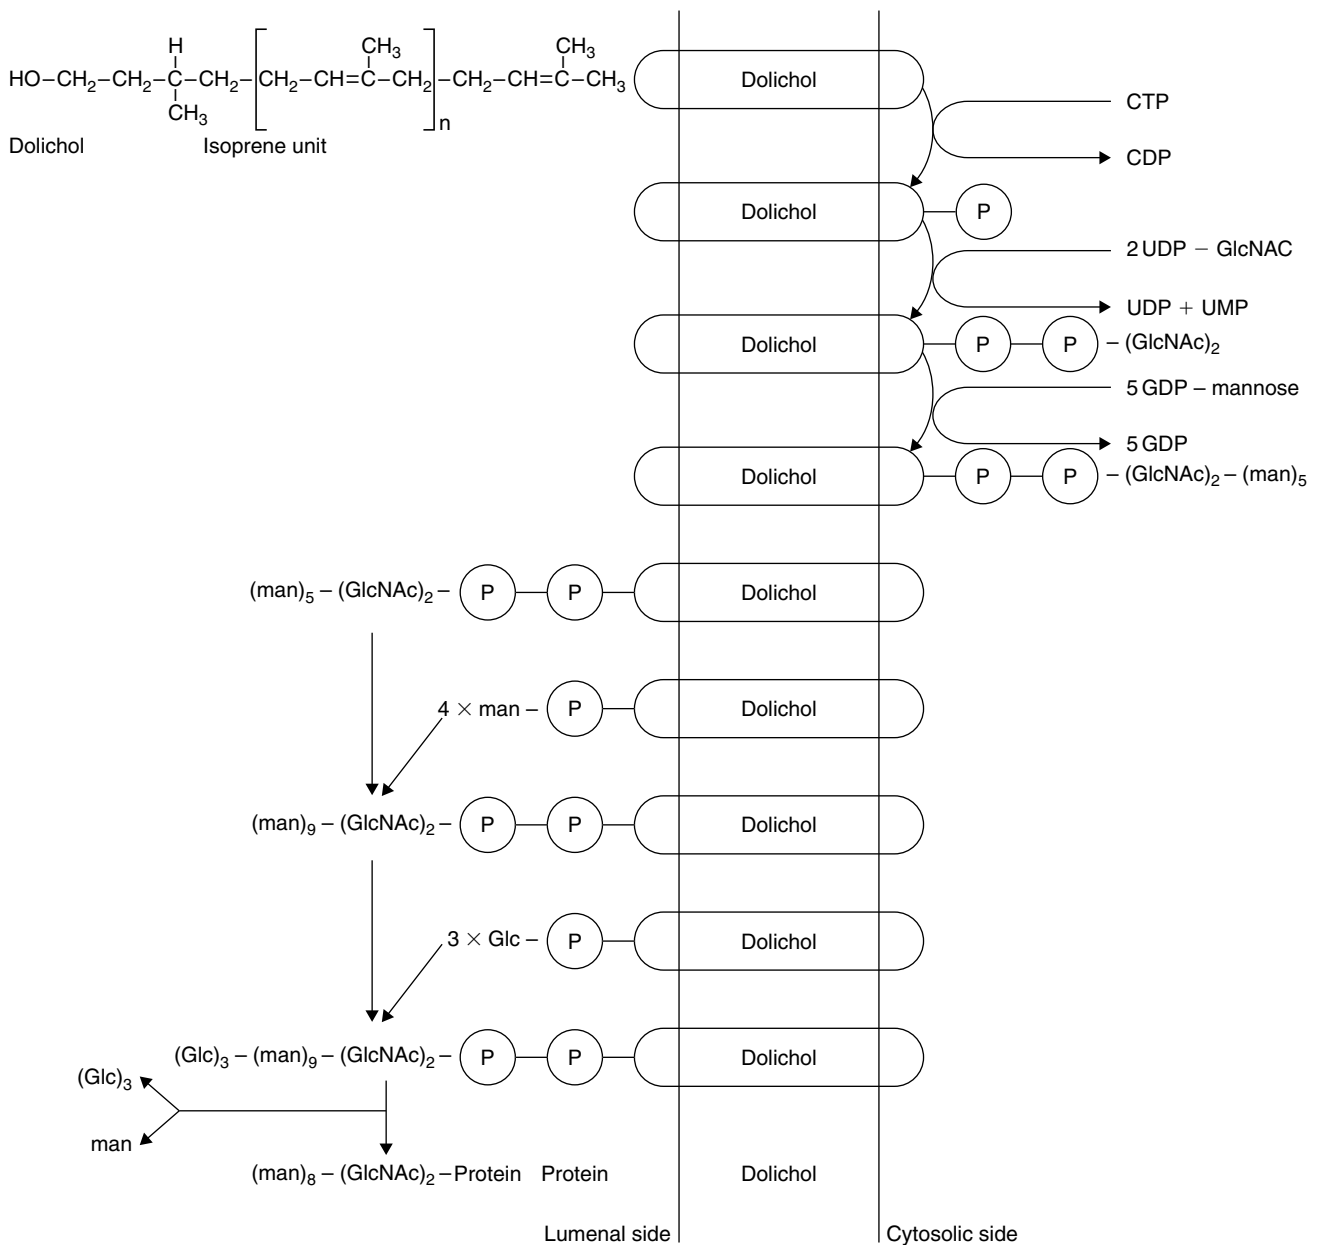 HO–CH2–CH2–C–CH2–CH2–CH=C–CH2–CH2–CH=C–CH3
H
CH3
CH3
CH3
n
Dolichol
Isoprene unit
Dolichol
CTP
CDP
Dolichol P
2 UDP – GlcNAC
UDP + UMP
Dolichol P P – (GlcNAc)2
5 GDP – mannose
5 GDP
Dolichol P P – (GlcNAc)2 – (man)5
(man)5 – (GlcNAc)2 – P P Dolichol
4 × man – P Dolichol
(man)9 – (GlcNAc)2 – P P Dolichol
3 × Glc – P Dolichol
(Glc)3 – (man)9 – (GlcNAc)2 – P P Dolichol
(Glc)3
man
(man)8 – (GlcNAc)2 – Protein Protein Dolichol
Lumenal side
Cytosolic side